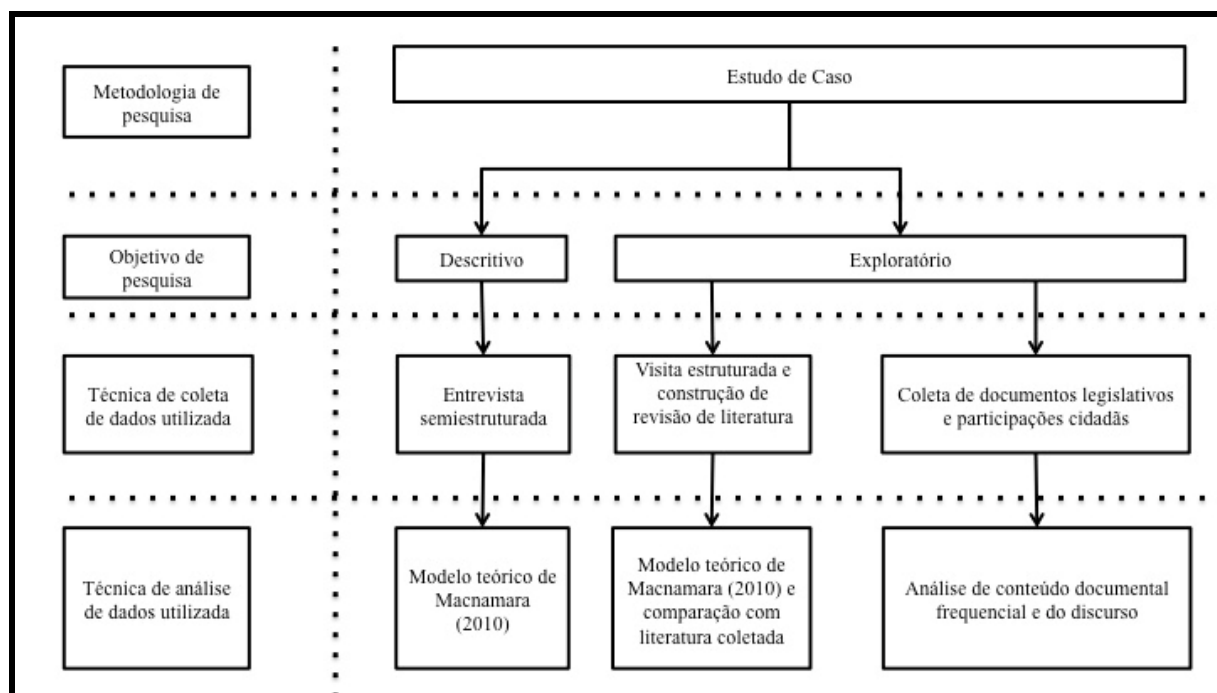 Metodologia de
pesquisa
Estudo de Caso
Objetivo de
pesquisa
Descritivo
Exploratório
Técnica de coleta
de dados utilizada
Entrevista
semiestruturada
Visita estruturada e
construção de
revisão de literatura
Coleta de documentos legislativos
e participações cidadãs
Técnica de análise
de dados utilizada
Modelo teórico de
Macnamara
(2010)
Modelo teórico de
Macnamara (2010) e
comparação com
literatura coletada
Análise de conteúdo documental
frequencial e do discurso